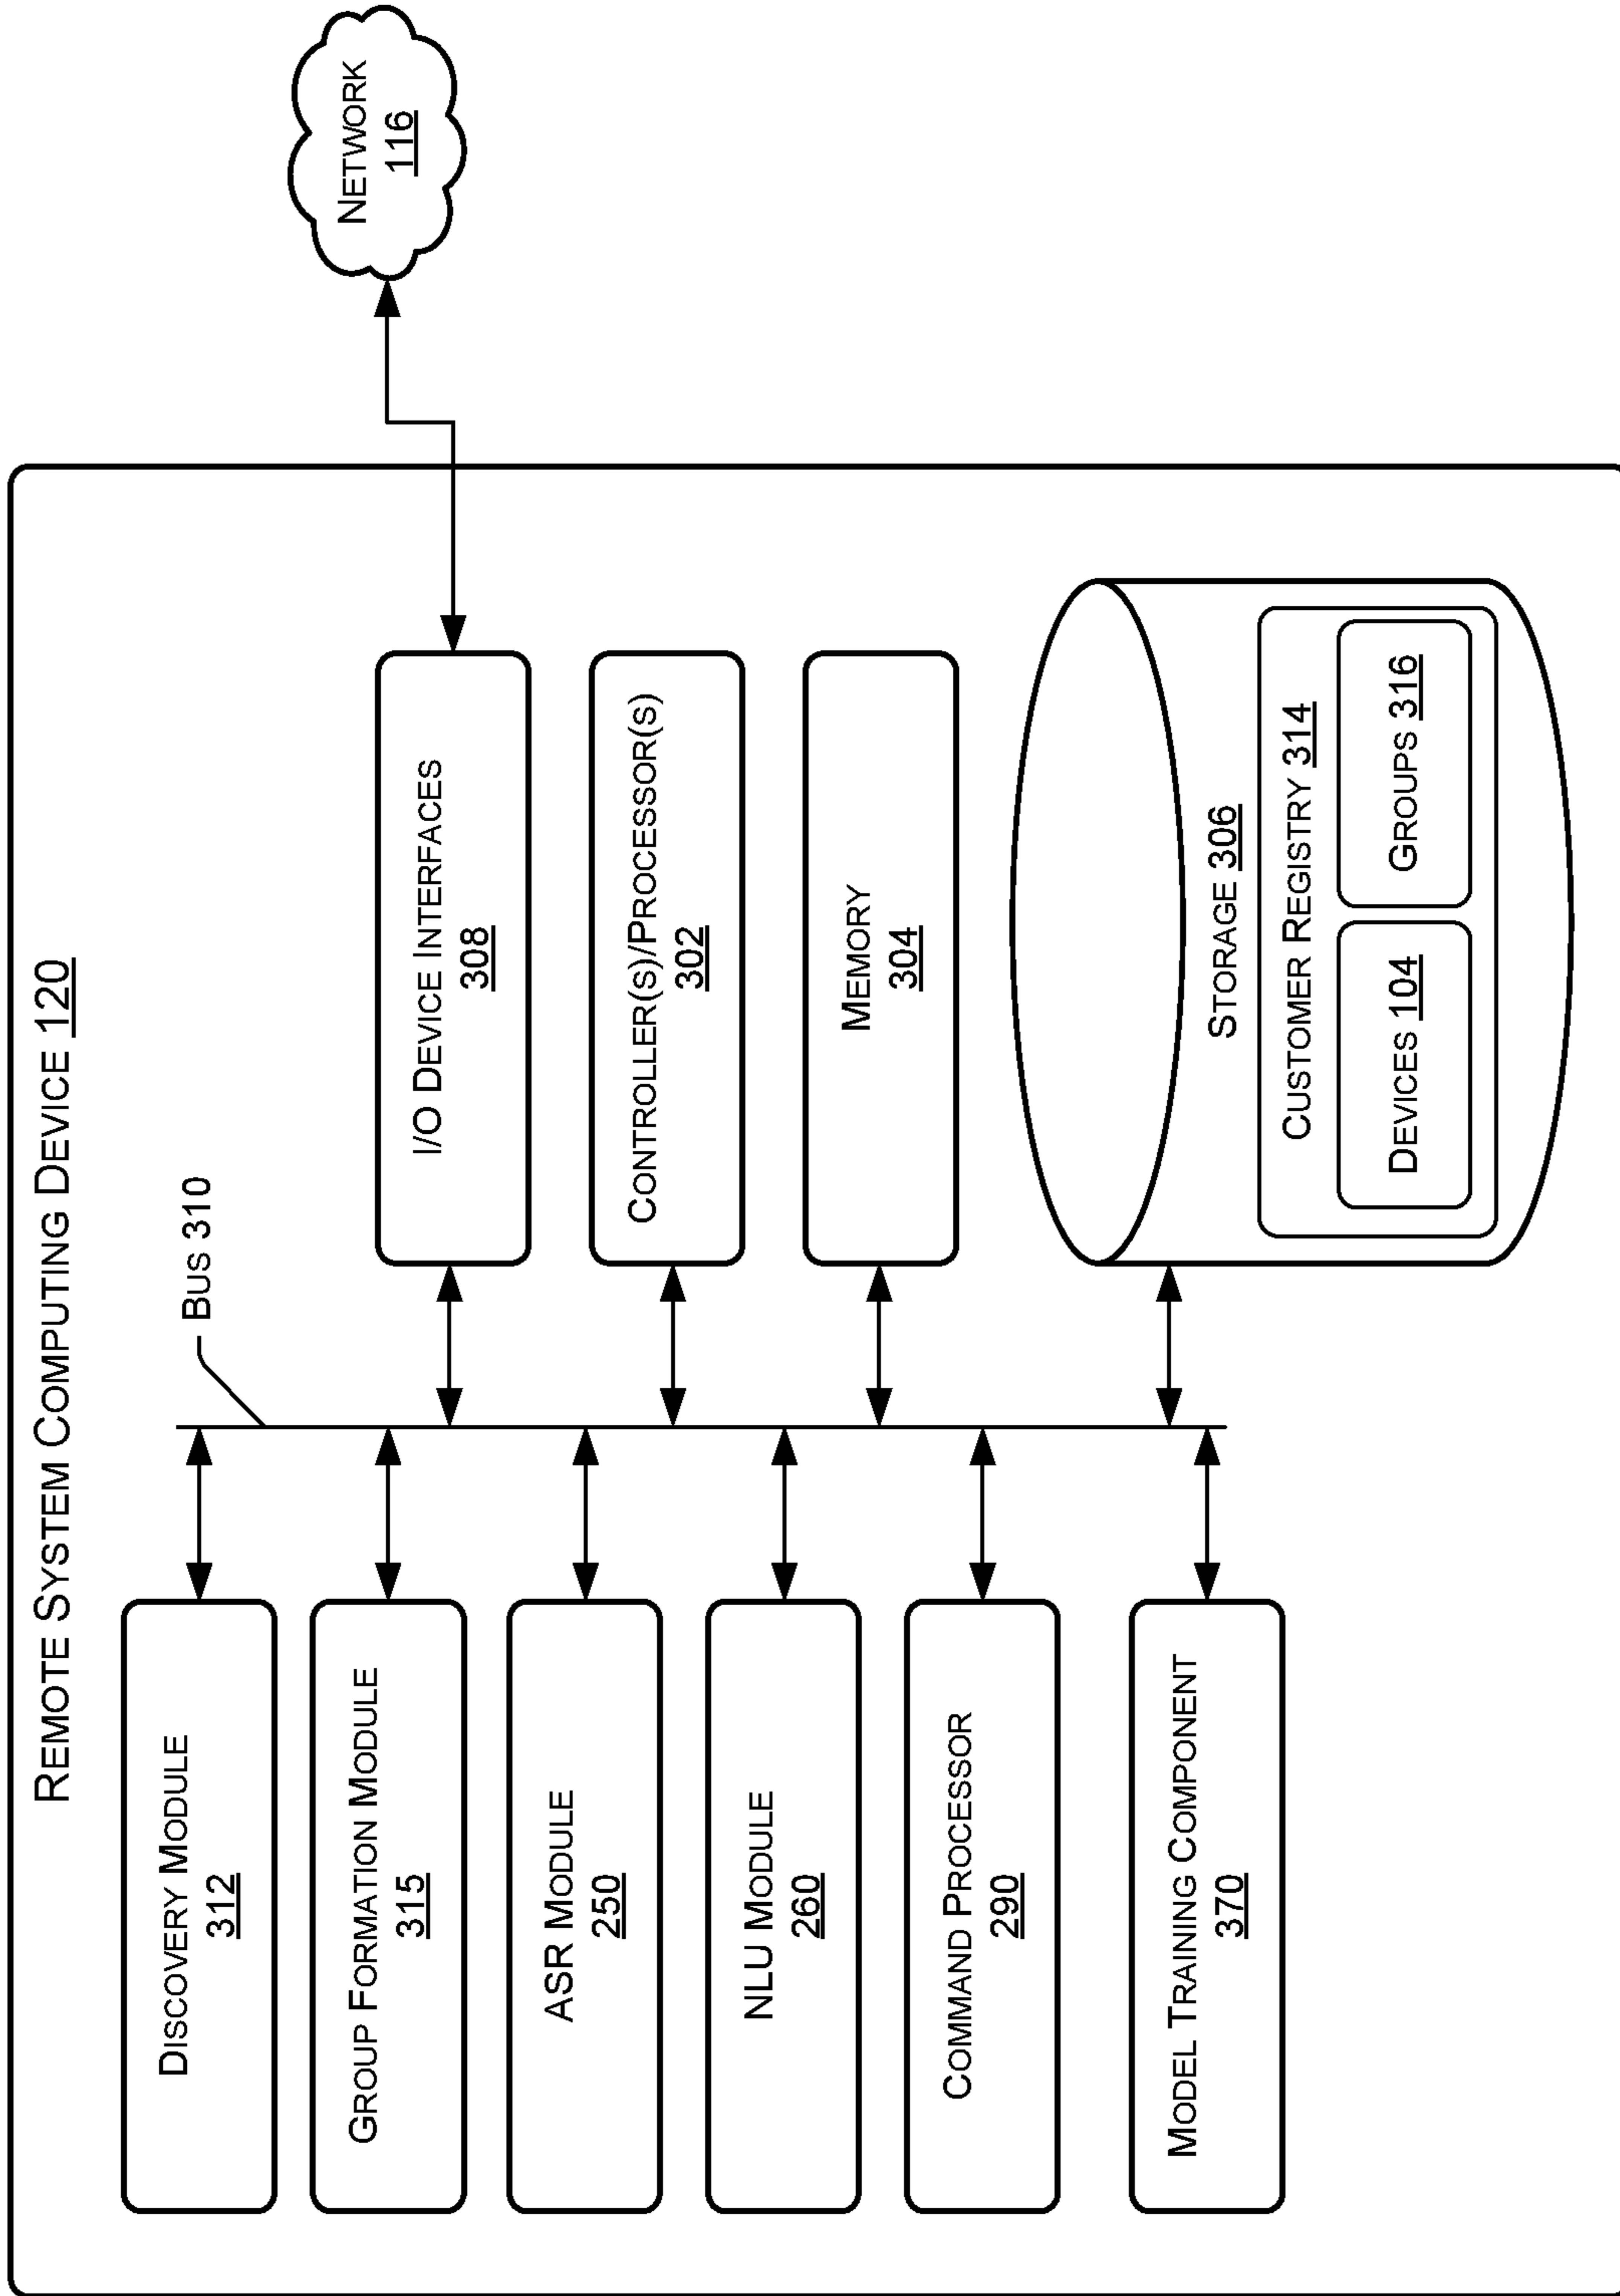 Remote System Computing Device 120
Bus 310
Discovery Module
312
Group Formation Module
315
ASR Module
250
NLU Module
260
Command Processor
290
Model Training Component
370
I/O Device Interfaces
308
Controller(s)/Processor(s)
302
Memory
304
Storage 306
Customer Registry 314
Devices 104
Groups 316
Network
116